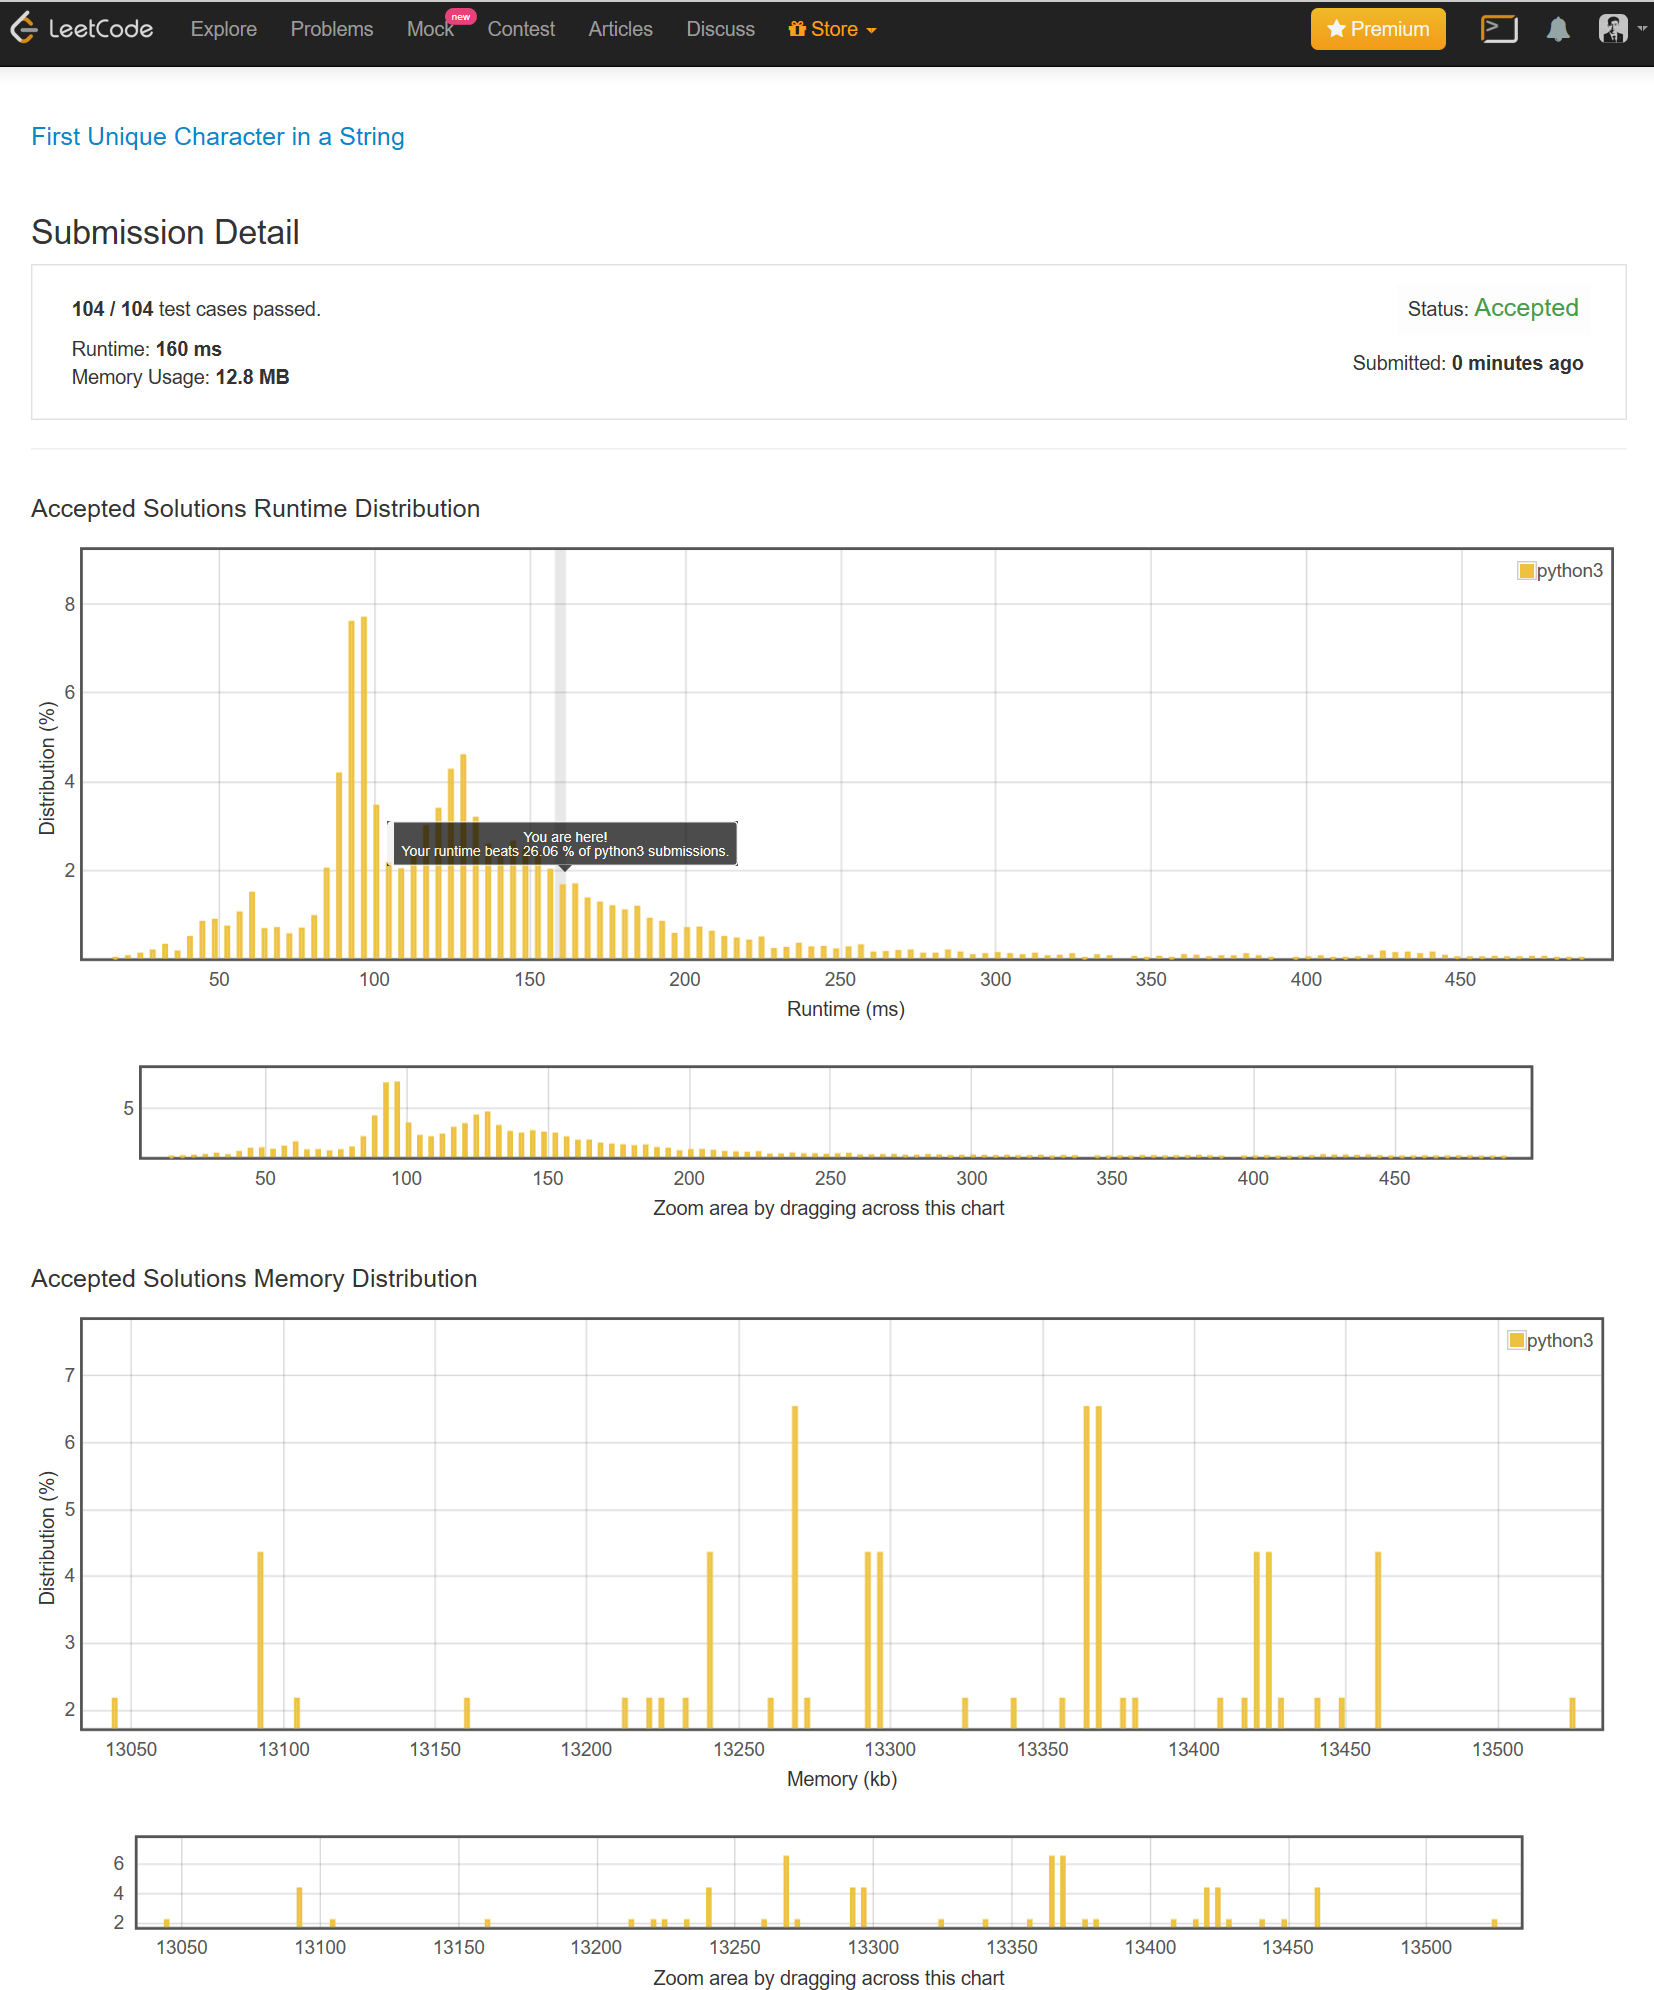 LeetCode Explore Problems Mock new Contest Articles Discuss Store Premium
First Unique Character in a String
Submission Detail
104 / 104 test cases passed.
Status: Accepted
Runtime: 160 ms
Submitted: 0 minutes ago
Memory Usage: 12.8 MB
Accepted Solutions Runtime Distribution
python3
8
6
4
2
Distribution (%)
You are here!
Your runtime beats 26.06 % of python3 submissions.
50 100 150 200 250 300 350 400 450
Runtime (ms)
5
50 100 150 200 250 300 350 400 450
Zoom area by dragging across this chart
Accepted Solutions Memory Distribution
python3
7
6
5
4
3
2
Distribution (%)
13050 13100 13150 13200 13250 13300 13350 13400 13450 13500
Memory (kb)
6
4
2
13050 13100 13150 13200 13250 13300 13350 13400 13450 13500
Zoom area by dragging across this chart